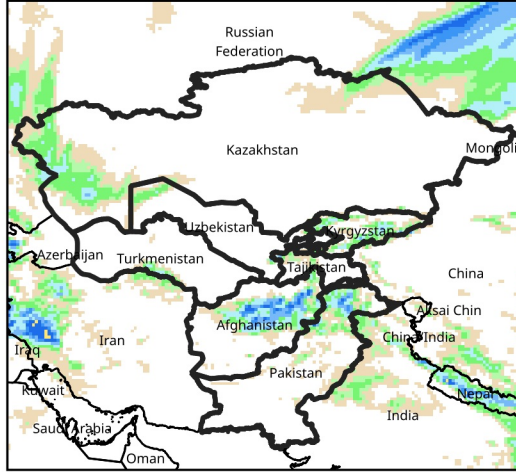 Russian
Federation
Kazakhstan
Mongoli
Uzbekistan
Kyrgyzstan
Azerbaijan
Turkmenistan
Tajikistan
China
Aksai Chin
Afghanistan
China/India
Iran
Iraq
Pakistan
Kuwait
Nepal
India
Saudi Arabia
Oman